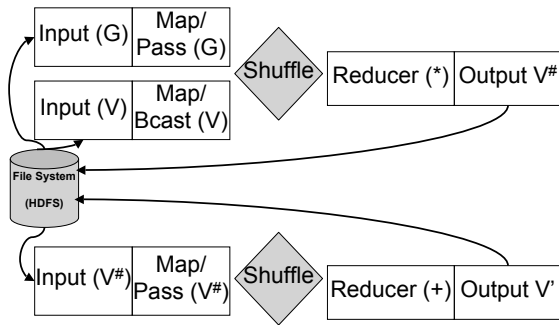 Input (G)
Map/
Pass (G)
Shuffle
Reducer (*)
Output V#
Input (V)
Map/
Bcast (V)
File System
(HDFS)
Input (V#)
Map/
Pass (V#)
Shuffle
Reducer (+)
Output V’